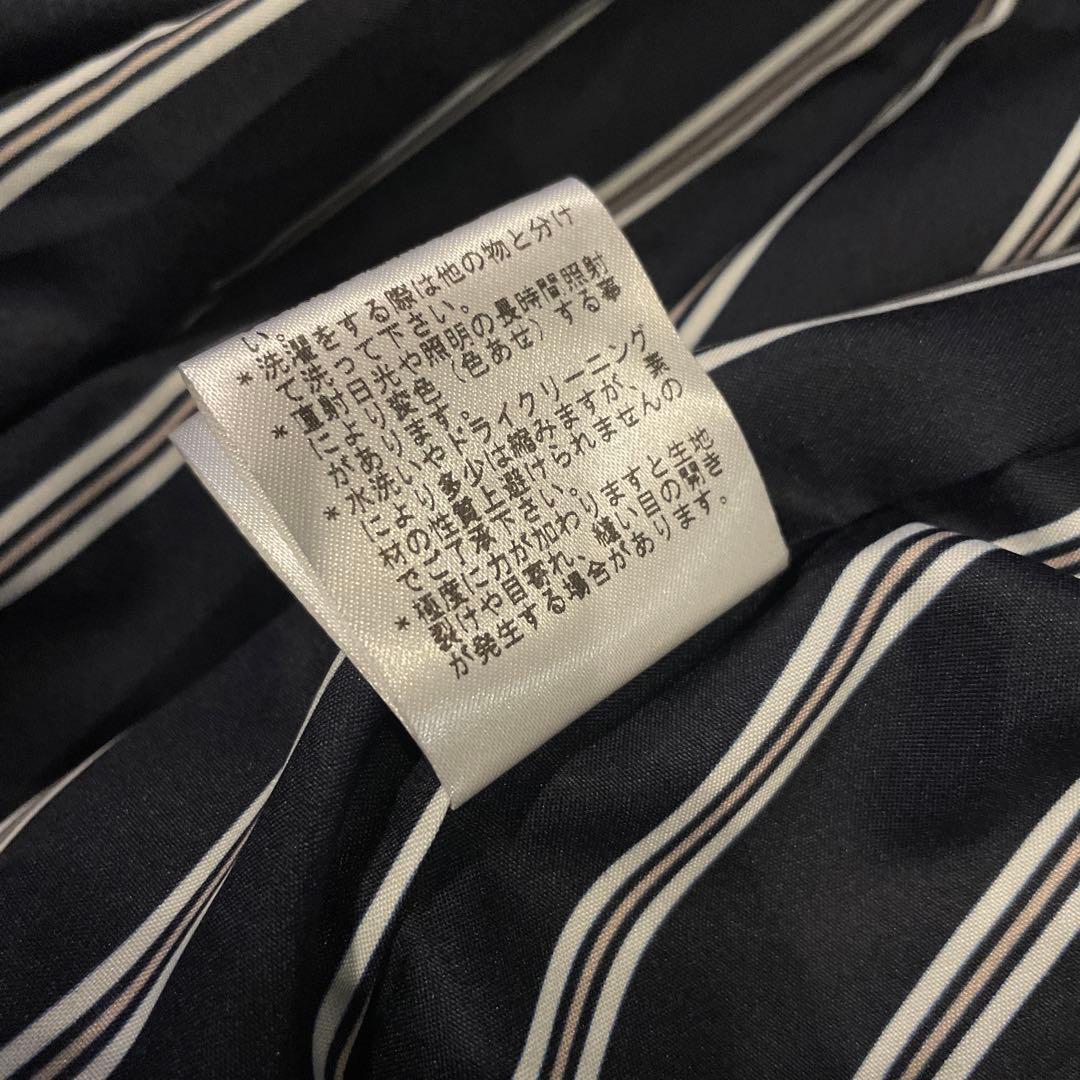 い。
*洗濯をする際は他の物と分け
て洗って下さい。
*直射日光や照明の長時間照射
により変色（色あせ）する事
があります。
*水洗いやドライクリーニング
により多少は縮みますが、素
材の性質上避けられませんの
でご了承下さい。
*極度に力が加わりますと生地
裂けや目寄れ、縫い目の開き
が発生する場合があります。